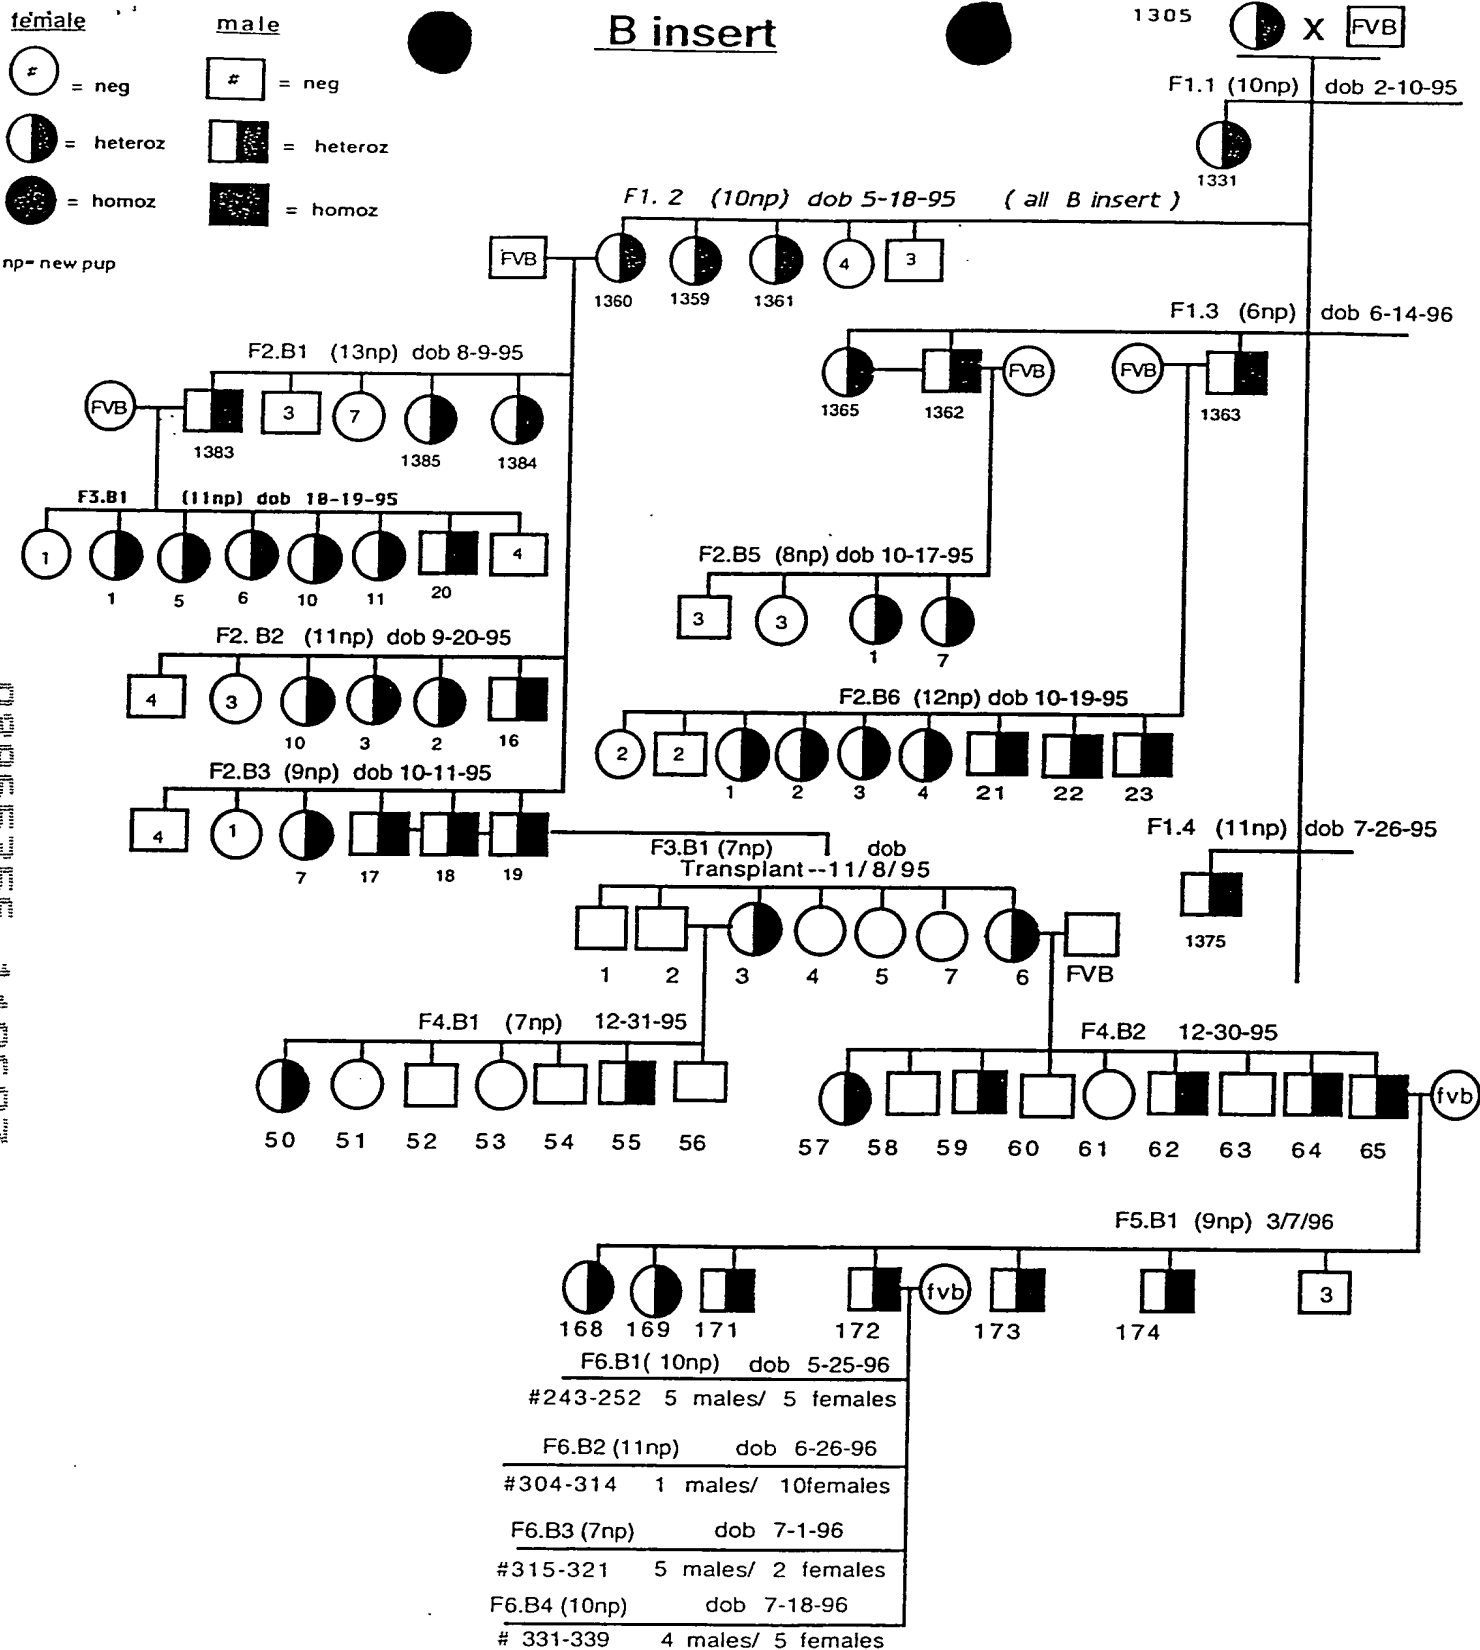 female male
B insert
1305
X FVB
# = neg # = neg
= heteroz = heteroz
= homoz = homoz
np= new pup
F1.1 (10np) dob 2-10-95
1331
F1. 2 (10np) dob 5-18-95 ( all B insert )
FVB 4 3
1360 1359 1361
F1.3 (6np) dob 6-14-96
FVB FVB
1365 1362 1363
F2.B1 (13np) dob 8-9-95
FVB 3 7
1383 1385 1384
F3.B1 (11np) dob 10-19-95
1 4
1 5 6 10 11 20
F2.B5 (8np) dob 10-17-95
3 3
1 7
F2. B2 (11np) dob 9-20-95
4 3
10 3 2 16
F2.B6 (12np) dob 10-19-95
2 2
1 2 3 4 21 22 23
F2.B3 (9np) dob 10-11-95
4 1
7 17 18 19
F1.4 (11np) dob 7-26-95
1375
F3.B1 (7np) dob
Transplant--11/8/95
1 2 3 4 5 7 6 FVB
F4.B1 (7np) 12-31-95
50 51 52 53 54 55 56
F4.B2 12-30-95
fvb
57 58 59 60 61 62 63 64 65
F5.B1 (9np) 3/7/96
fvb 3
168 169 171 172 173 174
F6.B1( 10np) dob 5-25-96
#243-252 5 males/ 5 females
F6.B2 (11np) dob 6-26-96
#304-314 1 males/ 10females
F6.B3 (7np) dob 7-1-96
#315-321 5 males/ 2 females
F6.B4 (10np) dob 7-18-96
# 331-339 4 males/ 5 females